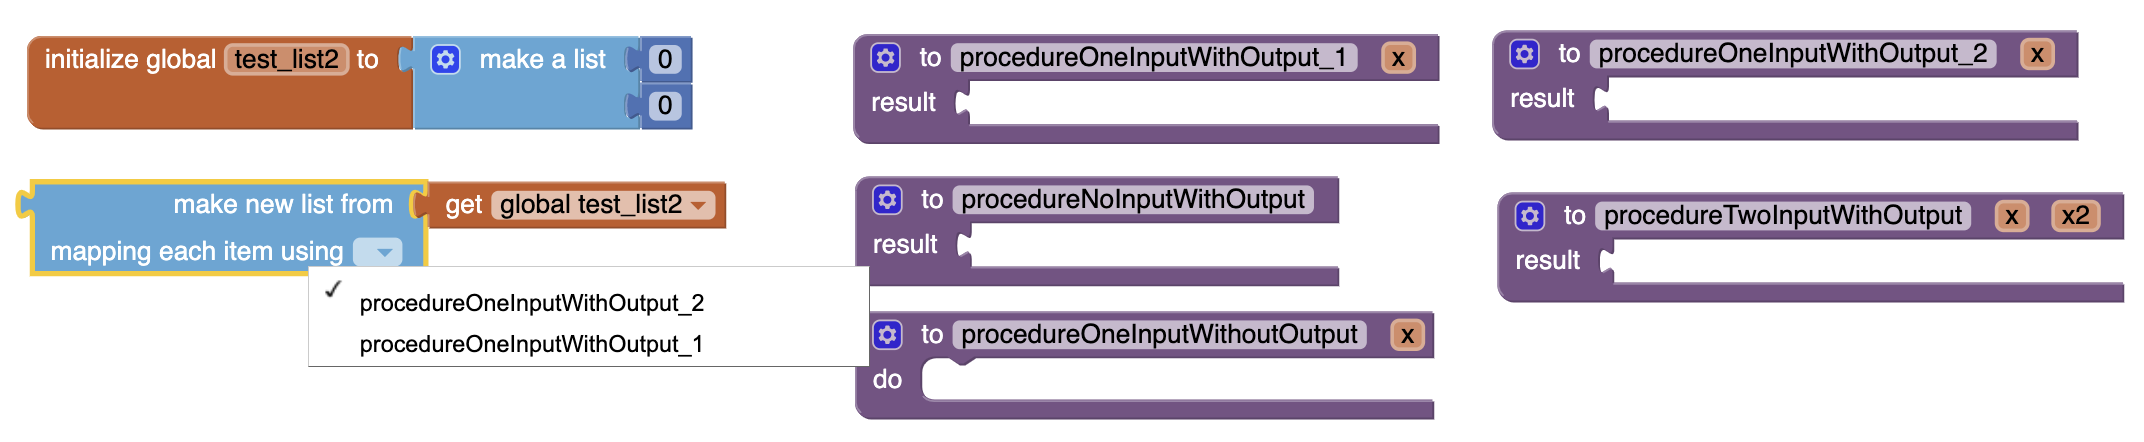 initialize global test_list2 to make a list 0
0
make new list from get global test_list2
mapping each item using
procedureOneInputWithOutput_2
procedureOneInputWithOutput_1
to procedureOneInputWithOutput_1 x
result
to procedureNoInputWithOutput
result
to procedureOneInputWithoutOutput x
do
to procedureOneInputWithOutput_2 x
result
to procedureTwoInputWithOutput x x2
result